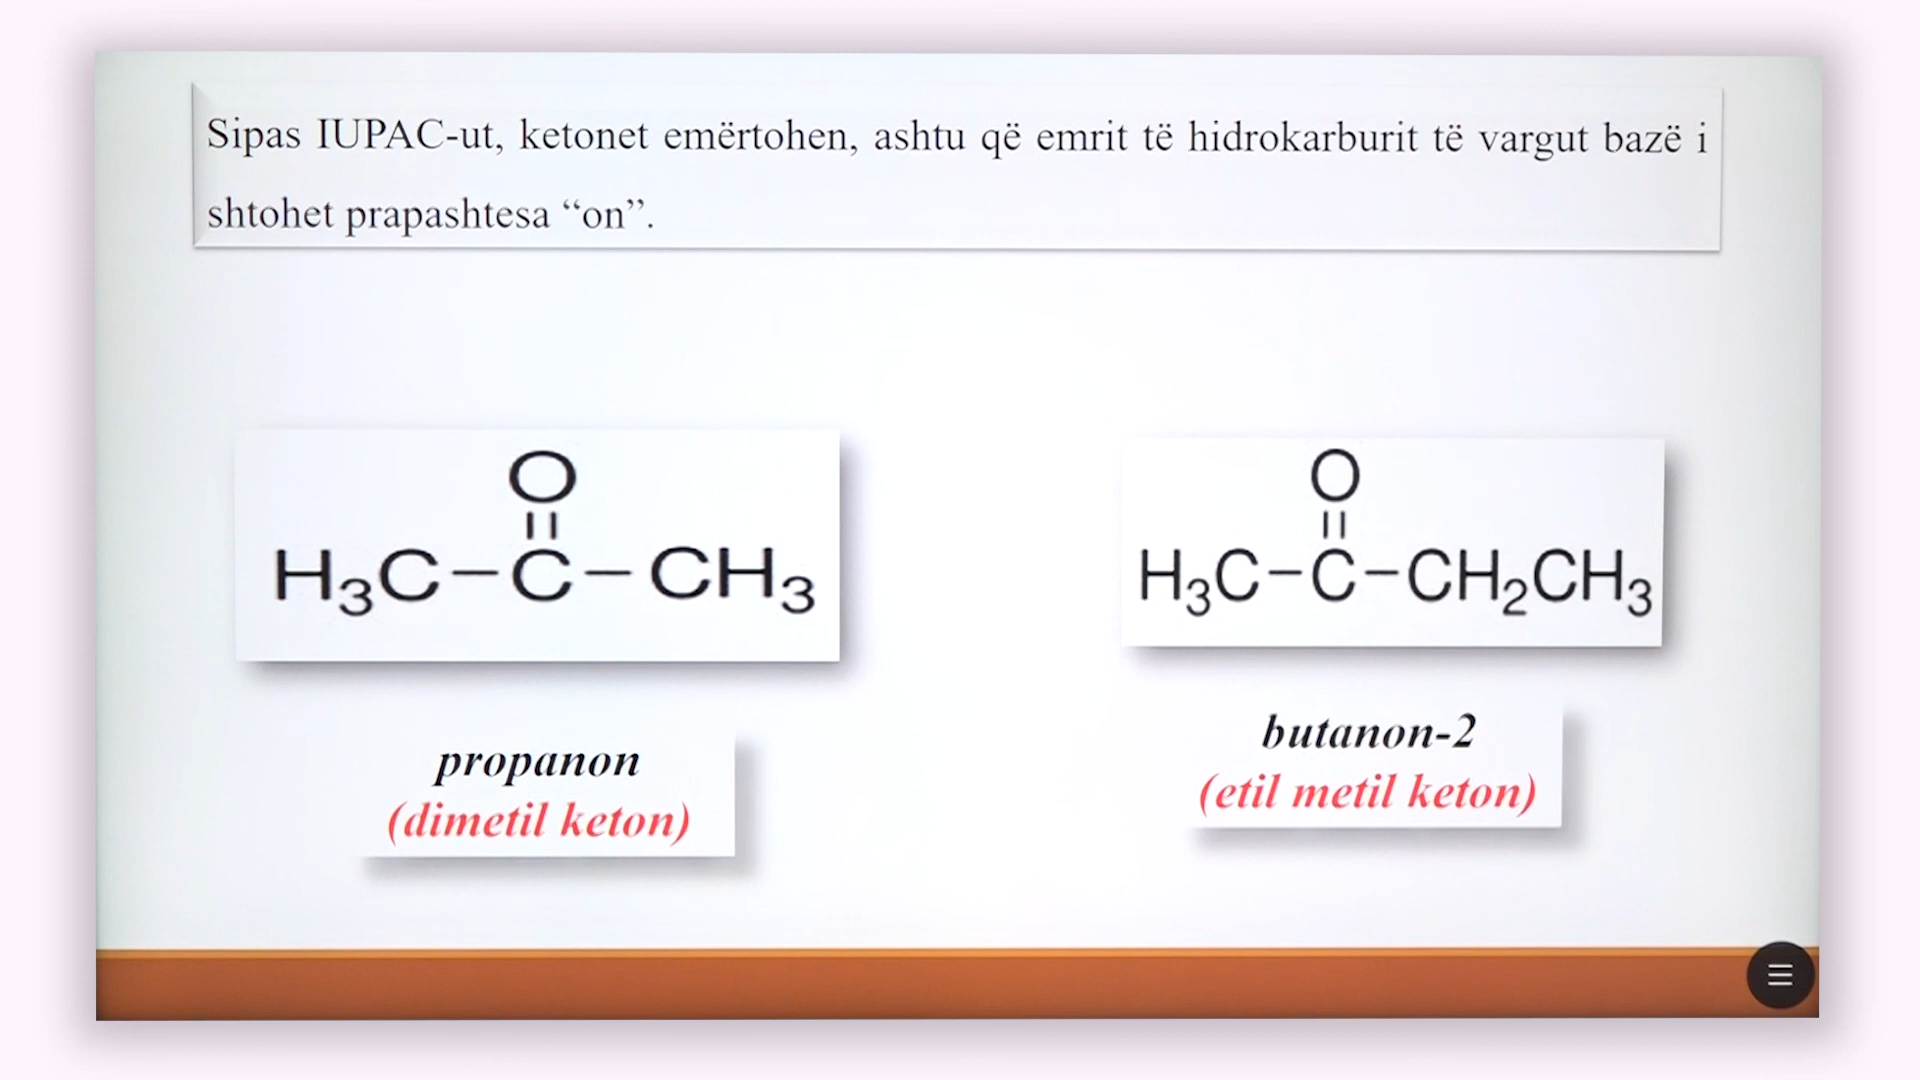 Sipas IUPAC-ut, ketonet emërtohen, ashtu që emrit të hidrokarburit të vargut bazë i
shtohet prapashtesa “on”.
O
H₃C–C–CH₃
propanon
(dimetil keton)
O
H₃C–C–CH₂CH₃
butanon-2
(etil metil keton)